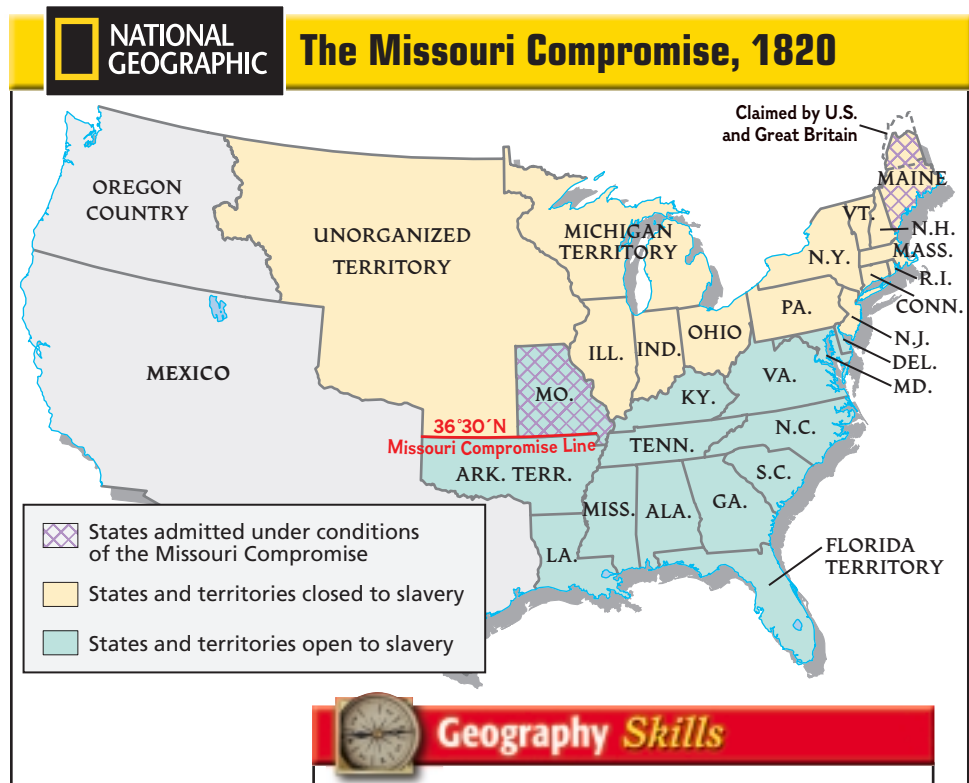 NATIONAL
GEOGRAPHIC
The Missouri Compromise, 1820
Claimed by U.S.
and Great Britain
OREGON
COUNTRY
UNORGANIZED
TERRITORY
MICHIGAN
TERRITORY
MAINE
VT.
N.H.
MASS.
N.Y.
R.I.
CONN.
PA.
N.J.
DEL.
MD.
OHIO
IND.
ILL.
MEXICO
MO.
KY.
VA.
36°30´N
Missouri Compromise Line
N.C.
TENN.
ARK. TERR.
S.C.
MISS.
ALA.
GA.
LA.
FLORIDA
TERRITORY
States admitted under conditions
of the Missouri Compromise
States and territories closed to slavery
States and territories open to slavery
Geography Skills